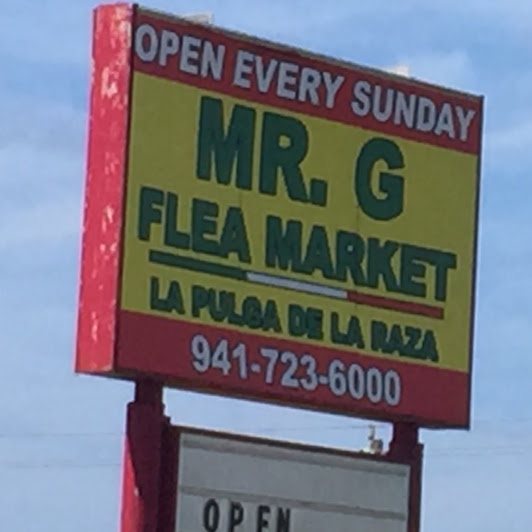 OPEN EVERY SUNDAY
MR. G
FLEA MARKET
LA PULGA DE LA RAZA
941-723-6000
OPEN